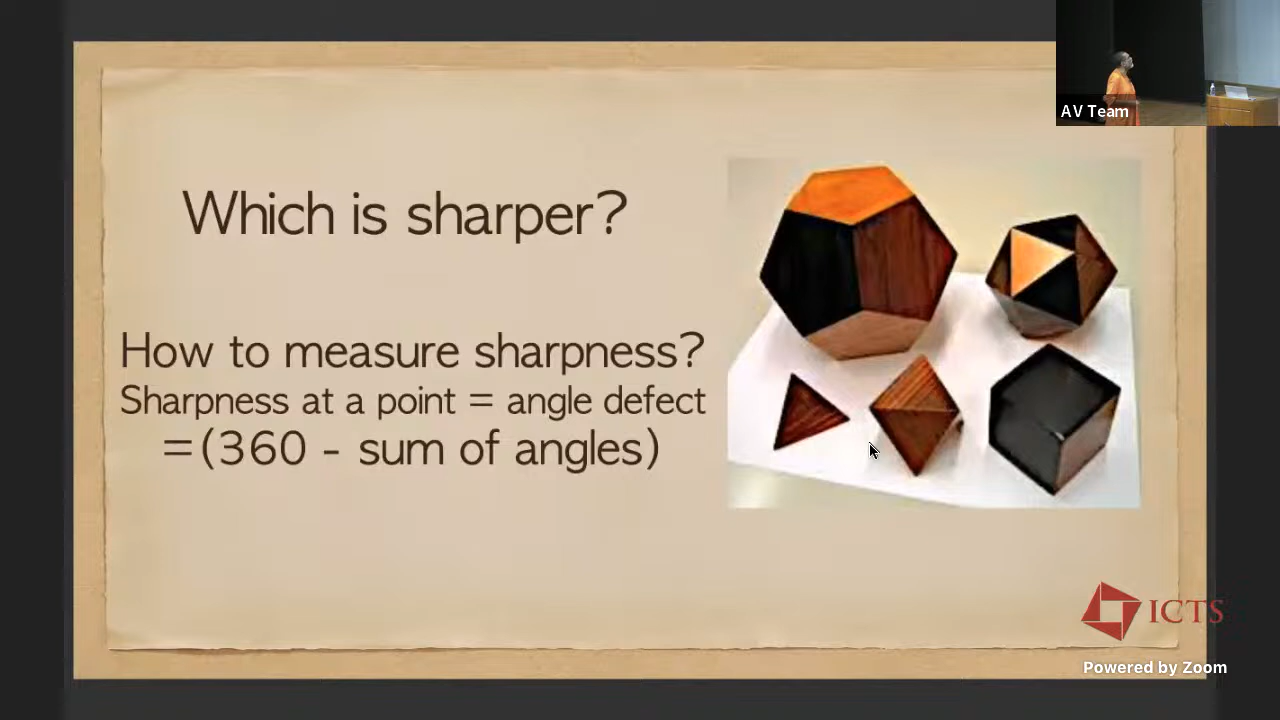 AV Team
Which is sharper?
How to measure sharpness?
Sharpness at a point = angle defect
=(360 - sum of angles)
ICTS
Powered by Zoom